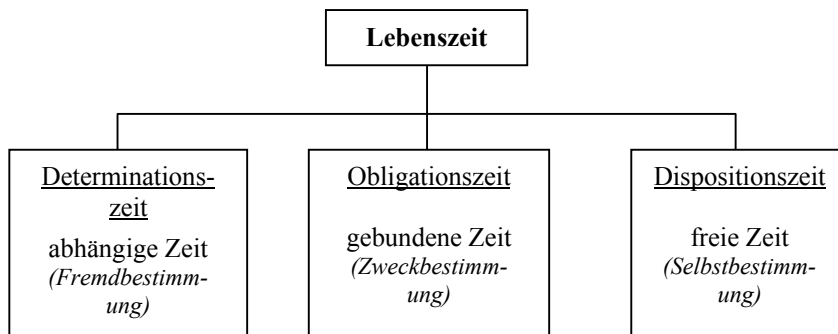 Lebenszeit
Determinations-
zeit
abhängige Zeit
(Fremdbestimm-
ung)
Obligationszeit
gebundene Zeit
(Zweckbestimm-
ung)
Dispositionszeit
freie Zeit
(Selbstbestimm-
ung)